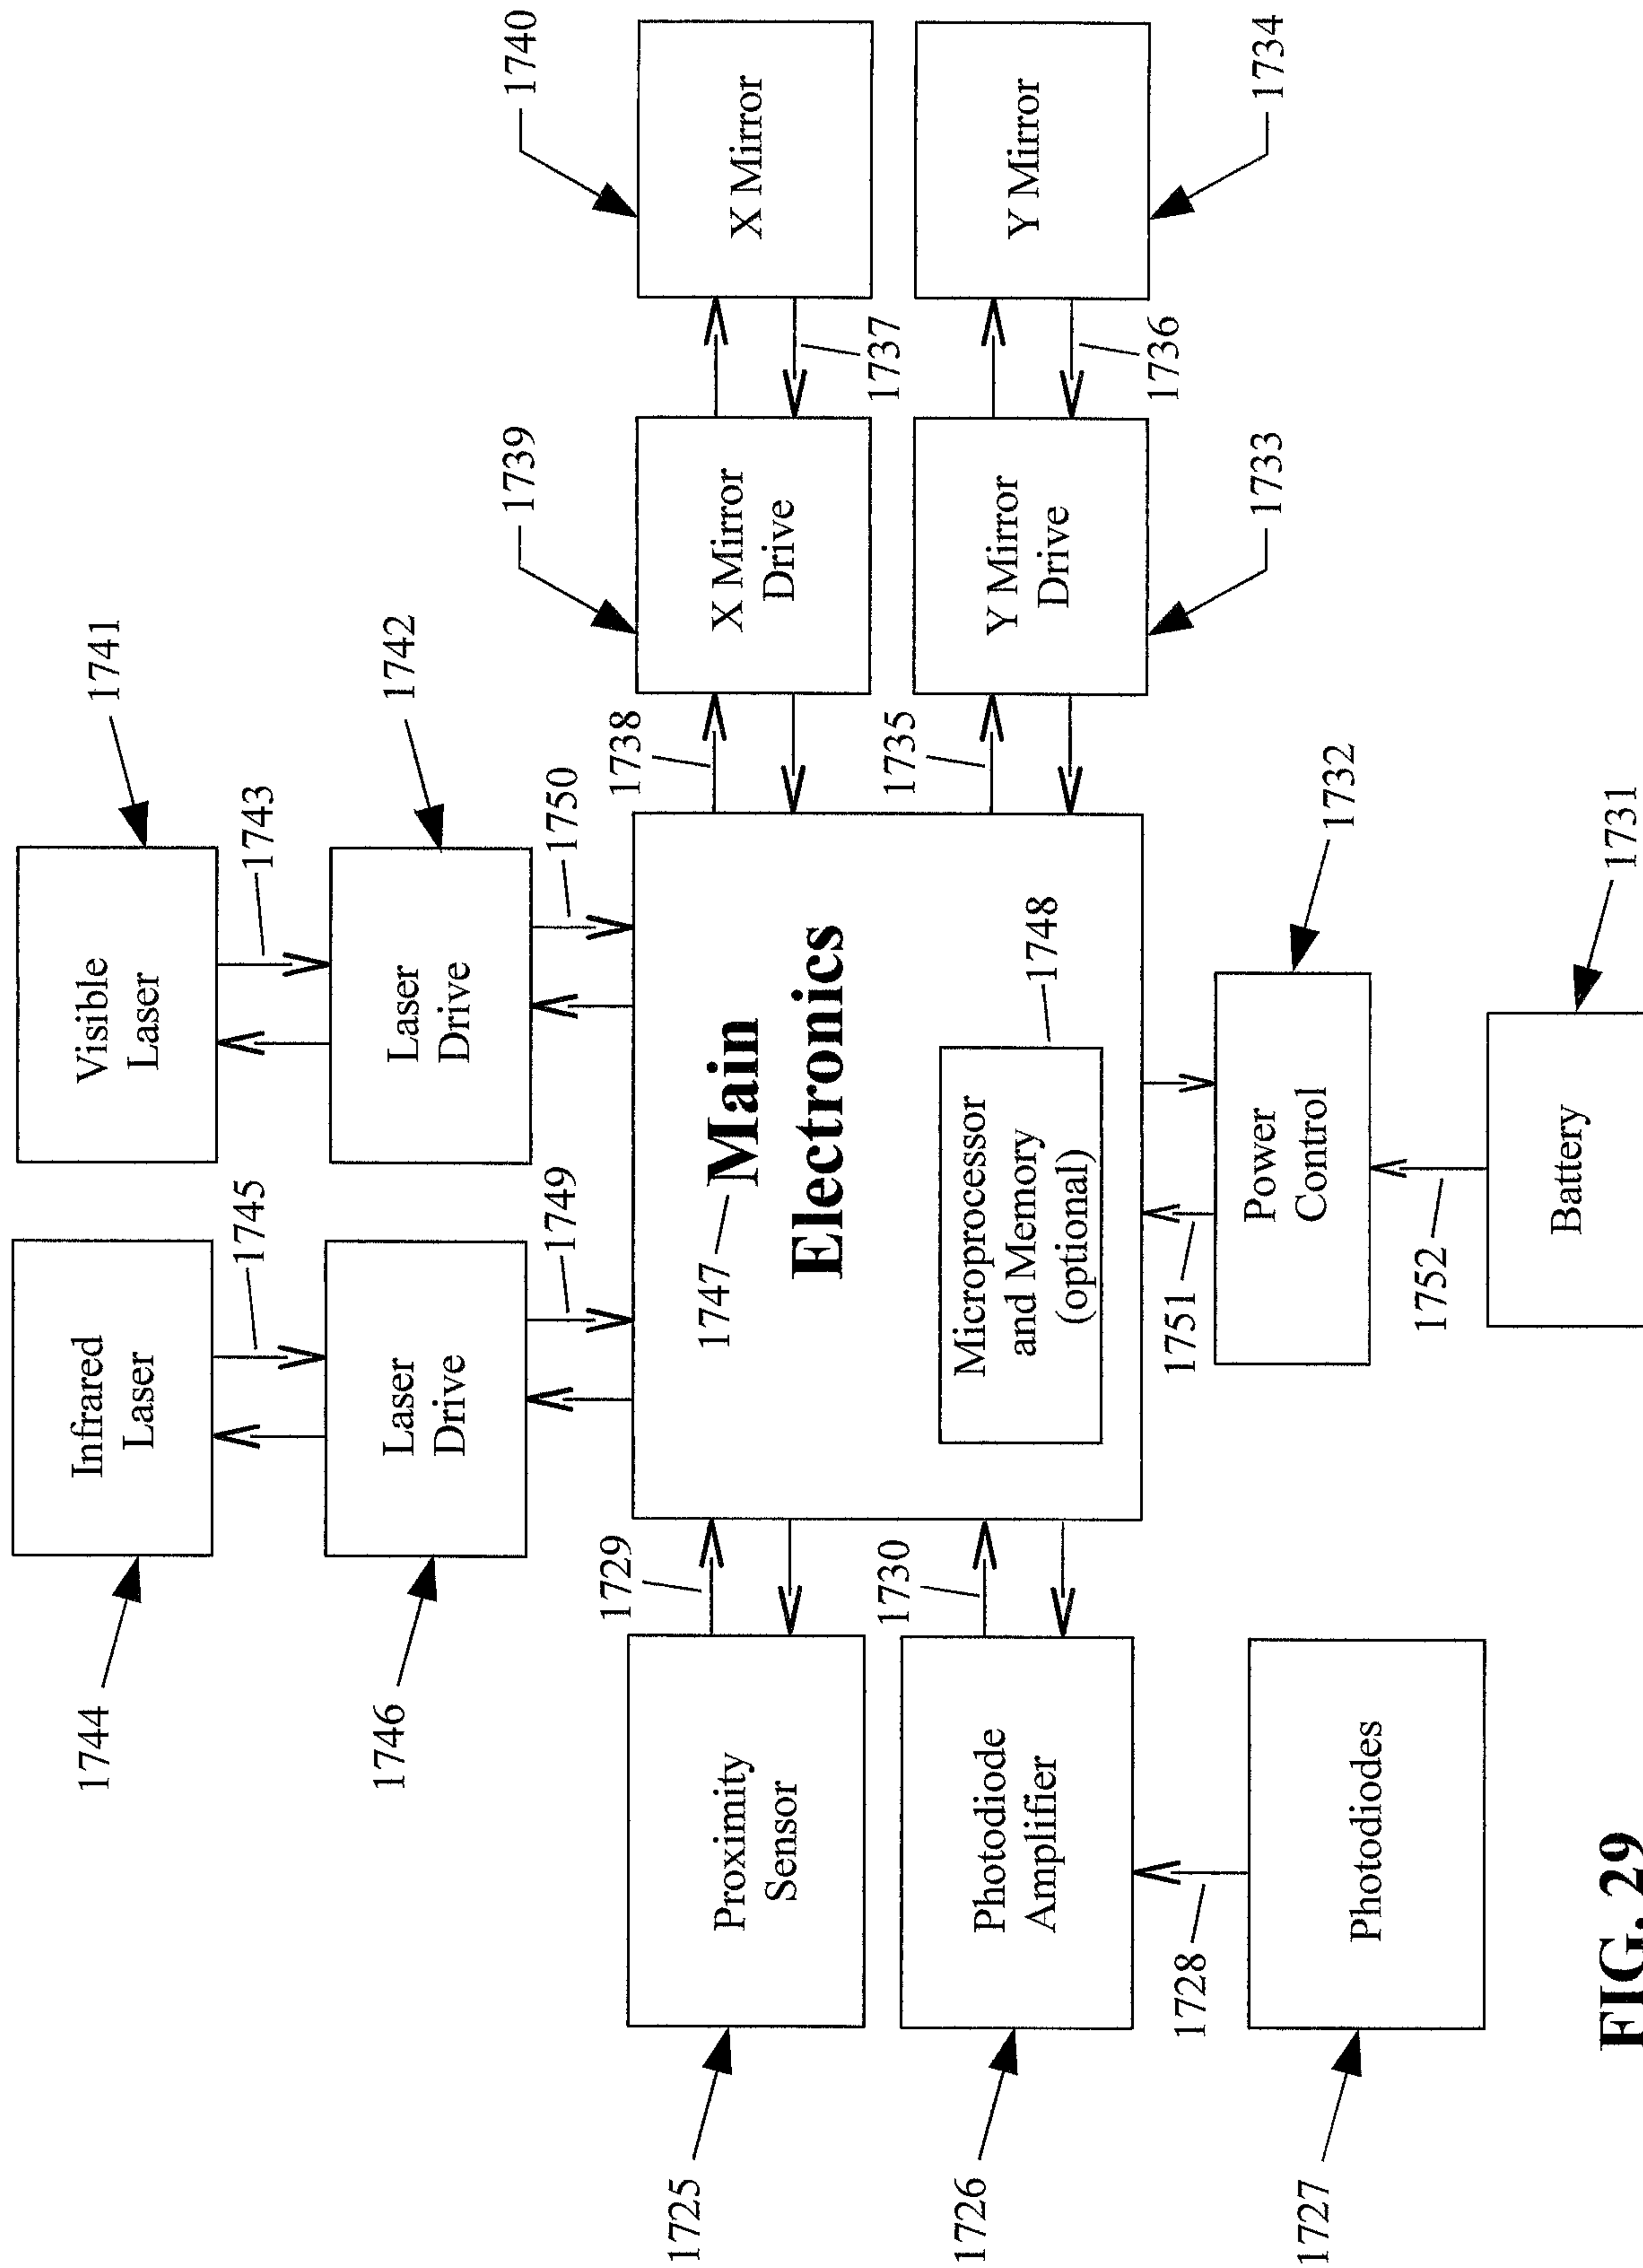 1744
Infrared
Laser
1745
Visible
Laser
1741
1743
1746
Laser
Drive
1749
Laser
Drive
1742
1750
1725
Proximity
Sensor
1729
1747
Main
Electronics
1738
X Mirror
Drive
1739
1737
X Mirror
1740
1726
Photodiode
Amplifier
1730
Microprocessor
and Memory
(optional)
1748
1735
Y Mirror
Drive
1733
1736
Y Mirror
1734
1728
1751
Power
Control
1732
1727
Photodiodes
1752
Battery
1731
FIG. 29